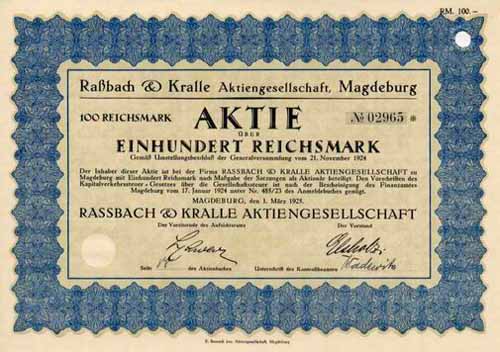 RM. 100.–
Raßbach & Kralle Aktiengesellschaft, Magdeburg
100 REICHSMARK AKTIE № 02965 *
ÜBER
EINHUNDERT REICHSMARK
Gemäß Umstellungsbeschluß der Generalversammlung vom 21. November 1924
Der Inhaber dieser Aktie ist bei der Firma RASSBACH & KRALLE AKTIENGESELLSCHAFT zu
Magdeburg mit Einhundert Reichsmark nach Maßgabe der Satzungen als Aktionär beteiligt. Den Vorschriften des
Kapitalverkehrsteuer-Gesetzes über die Gesellschaftssteuer ist nach der Bescheinigung des Finanzamtes
Magdeburg vom 17. Januar 1924 unter Nr. 485/23 des Anmeldebuches genügt.
MAGDEBURG, den 1. März 1925.
RASSBACH & KRALLE AKTIENGESELLSCHAFT
Der Vorsitzende des Aufsichtsrates Der Vorstand
Seite des Aktienbuches Unterschrift des Kontrollbeamten
Aktiengesellschaft, Magdeburg